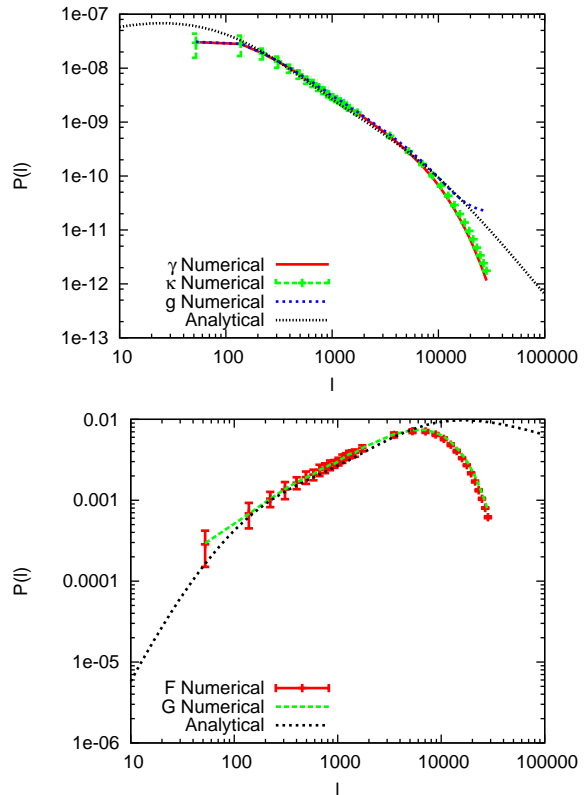 1e-07
1e-08
1e-09
1e-10
1e-11
1e-12
1e-13
P(l)
γ Numerical
κ Numerical
g Numerical
Analytical
10 100 1000 10000 100000
l
0.01
0.001
0.0001
1e-05
1e-06
P(l)
F Numerical
G Numerical
Analytical
10 100 1000 10000 100000
l